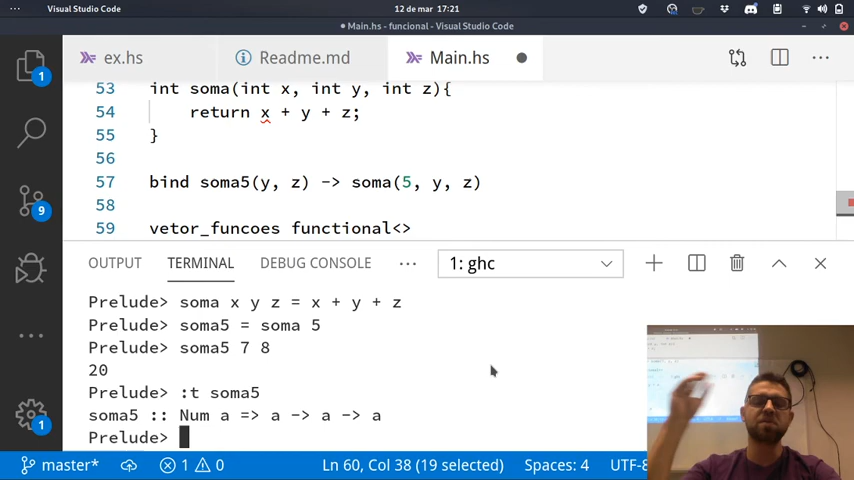 Visual Studio Code
12 de mar 17:21
• Main.hs - funcional - Visual Studio Code
ex.hs
Readme.md
Main.hs
53 int soma(int x, int y, int z){
54 return x + y + z;
55 }
56
57 bind soma5(y, z) -> soma(5, y, z)
58
59 vetor_funcoes functional<>
1
9
1
OUTPUT TERMINAL DEBUG CONSOLE ... 1: ghc
Prelude> soma x y z = x + y + z
Prelude> soma5 = soma 5
Prelude> soma5 7 8
20
Prelude> :t soma5
soma5 :: Num a => a -> a -> a
Prelude>
master* 1 0 Ln 60, Col 38 (19 selected) Spaces: 4 UTF-8